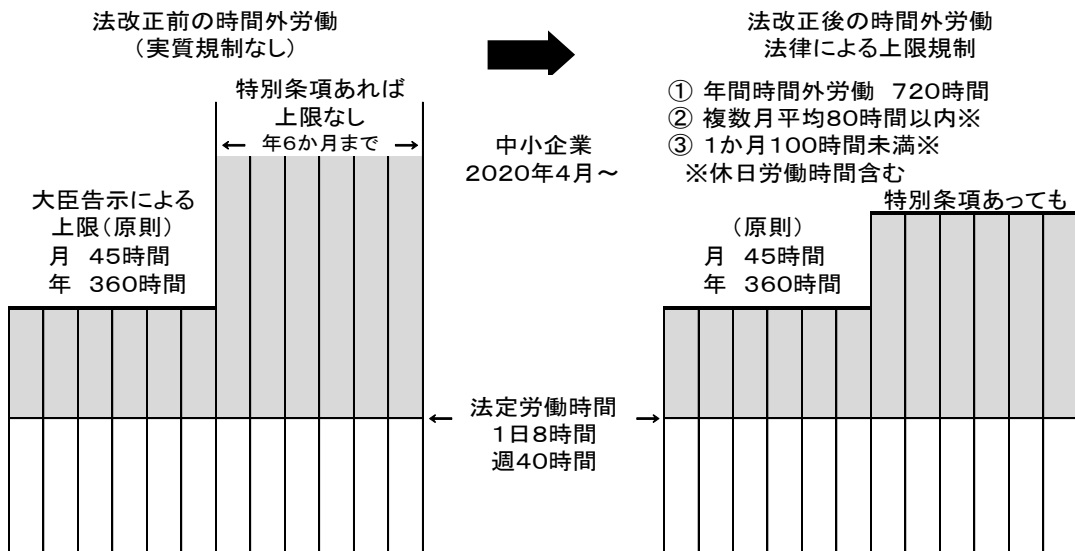 法改正前の時間外労働
（実質規制なし）
特別条項あれば
上限なし
← 年6か月まで →
大臣告示による
上限（原則）
月 45時間
年 360時間
中小企業
2020年4月～
← 法定労働時間 →
1日8時間
週40時間
法改正後の時間外労働
法律による上限規制
① 年間時間外労働 720時間
② 複数月平均80時間以内※
③ 1か月100時間未満※
※休日労働時間含む
特別条項あっても
（原則）
月 45時間
年 360時間